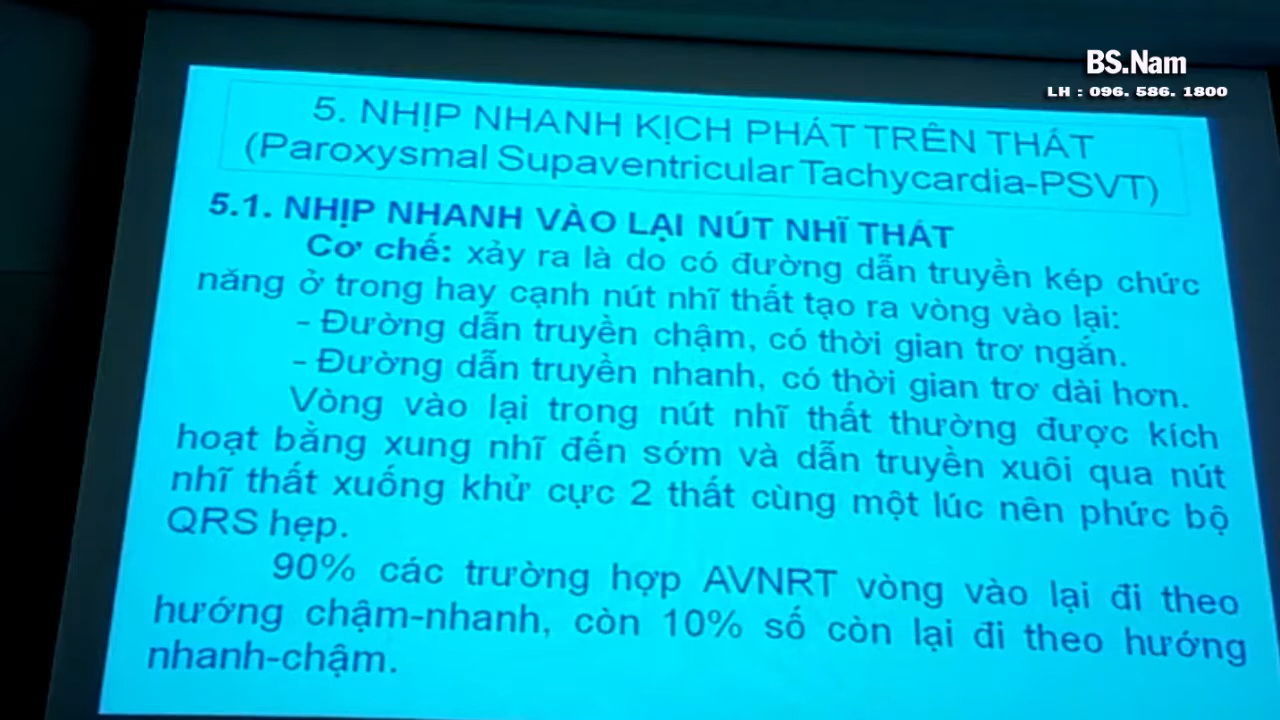 BS.Nam
LH : 096. 586. 1800
5. NHỊP NHANH KỊCH PHÁT TRÊN THẤT
(Paroxysmal Supaventricular Tachycardia-PSVT)
5.1. NHỊP NHANH VÀO LẠI NÚT NHĨ THẤT
Cơ chế: xảy ra là do có đường dẫn truyền kép chức
năng ở trong hay cạnh nút nhĩ thất tạo ra vòng vào lại:
- Đường dẫn truyền chậm, có thời gian trơ ngắn.
- Đường dẫn truyền nhanh, có thời gian trơ dài hơn.
Vòng vào lại trong nút nhĩ thất thường được kích
hoạt bằng xung nhĩ đến sớm và dẫn truyền xuôi qua nút
nhĩ thất xuống khử cực 2 thất cùng một lúc nên phức bộ
QRS hẹp.
90% các trường hợp AVNRT vòng vào lại đi theo
hướng chậm-nhanh, còn 10% số còn lại đi theo hướng
nhanh-chậm.